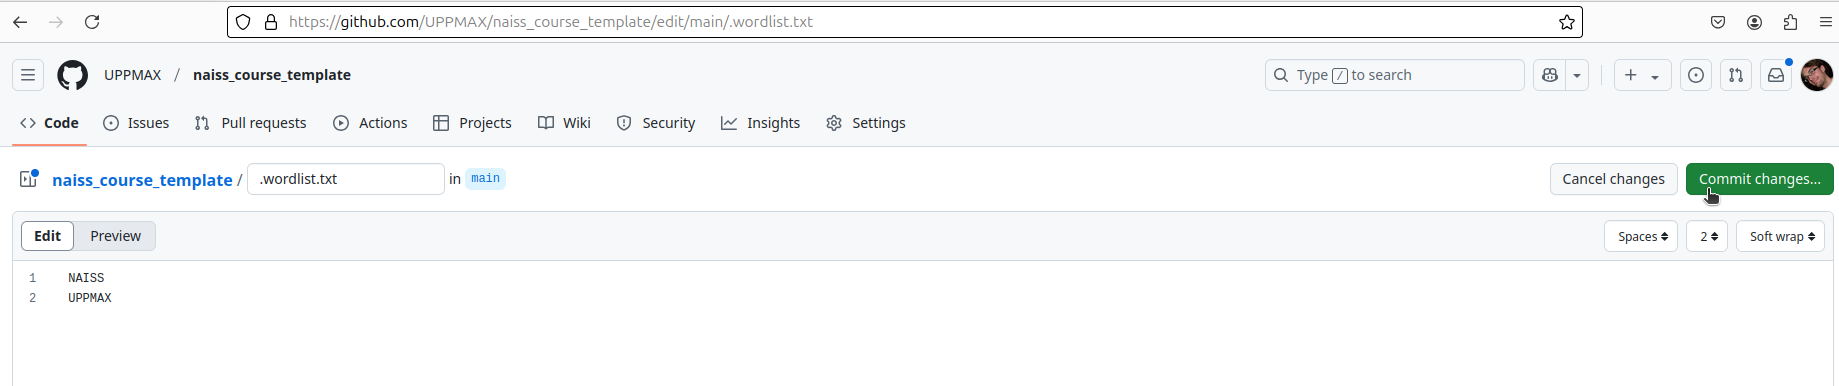 https://github.com/UPPMAX/naiss_course_template/edit/main/.wordlist.txt
UPPMAX / naiss_course_template
Type / to search
Code Issues Pull requests Actions Projects Wiki Security Insights Settings
naiss_course_template / .wordlist.txt in main
Cancel changes Commit changes...
Edit Preview
Spaces 2 Soft wrap
1 NAISS
2 UPPMAX